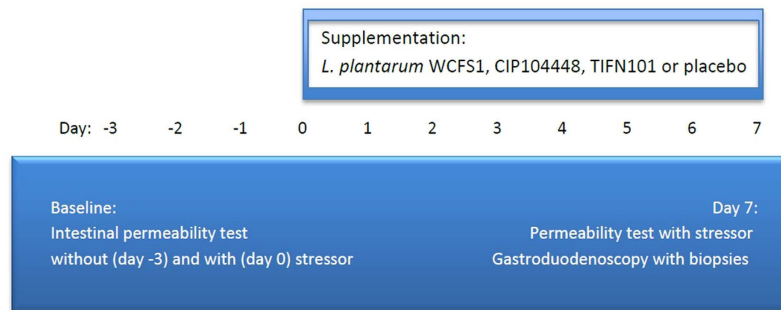 Supplementation:
L. plantarum WCFS1, CIP104448, TIFN101 or placebo
Day: -3 -2 -1 0 1 2 3 4 5 6 7
Baseline:
Intestinal permeability test
without (day -3) and with (day 0) stressor
Day 7:
Permeability test with stressor
Gastroduodenoscopy with biopsies